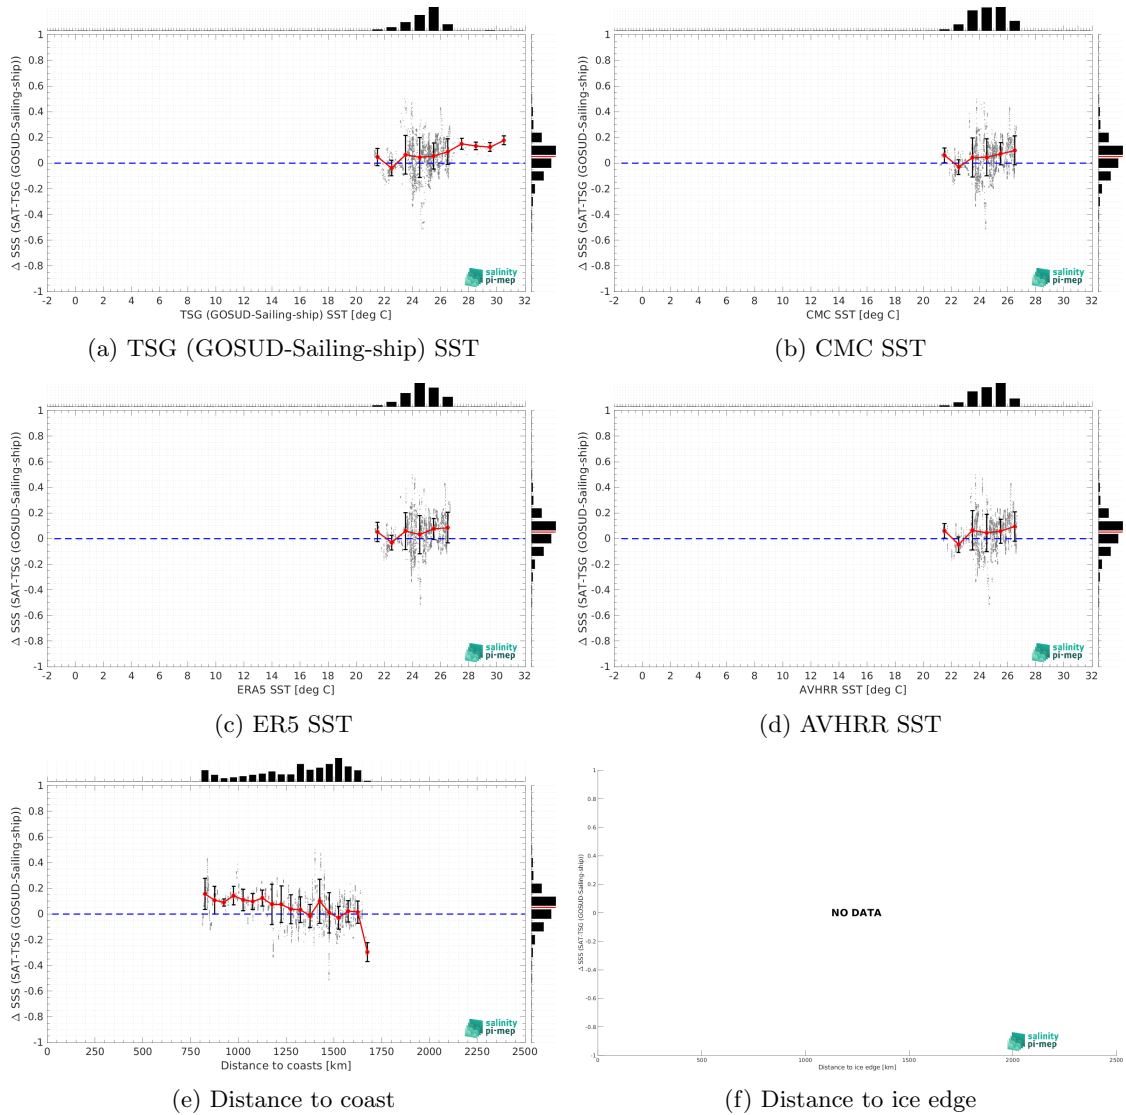 1
0.8
0.6
0.4
0.2
0
-0.2
-0.4
-0.6
-0.8
-1
Δ SSS (SAT-TSG (GOSUD-Sailing-ship))
salinity
pi-mep
-2 0 2 4 6 8 10 12 14 16 18 20 22 24 26 28 30 32
TSG (GOSUD-Sailing-ship) SST [deg C]
(a) TSG (GOSUD-Sailing-ship) SST
1
0.8
0.6
0.4
0.2
0
-0.2
-0.4
-0.6
-0.8
-1
Δ SSS (SAT-TSG (GOSUD-Sailing-ship))
salinity
pi-mep
-2 0 2 4 6 8 10 12 14 16 18 20 22 24 26 28 30 32
CMC SST [deg C]
(b) CMC SST
1
0.8
0.6
0.4
0.2
0
-0.2
-0.4
-0.6
-0.8
-1
Δ SSS (SAT-TSG (GOSUD-Sailing-ship))
salinity
pi-mep
-2 0 2 4 6 8 10 12 14 16 18 20 22 24 26 28 30 32
ERA5 SST [deg C]
(c) ER5 SST
1
0.8
0.6
0.4
0.2
0
-0.2
-0.4
-0.6
-0.8
-1
Δ SSS (SAT-TSG (GOSUD-Sailing-ship))
salinity
pi-mep
-2 0 2 4 6 8 10 12 14 16 18 20 22 24 26 28 30 32
AVHRR SST [deg C]
(d) AVHRR SST
1
0.8
0.6
0.4
0.2
0
-0.2
-0.4
-0.6
-0.8
-1
Δ SSS (SAT-TSG (GOSUD-Sailing-ship))
salinity
pi-mep
0 250 500 750 1000 1250 1500 1750 2000 2250 2500
Distance to coasts [km]
(e) Distance to coast
1
0.8
0.6
0.4
0.2
0
-0.2
-0.4
-0.6
-0.8
-1
Δ SSS (SAT-TSG (GOSUD-Sailing-ship))
NO DATA
salinity
pi-mep
0 500 1000 1500 2000 2500
Distance to ice edge [km]
(f) Distance to ice edge